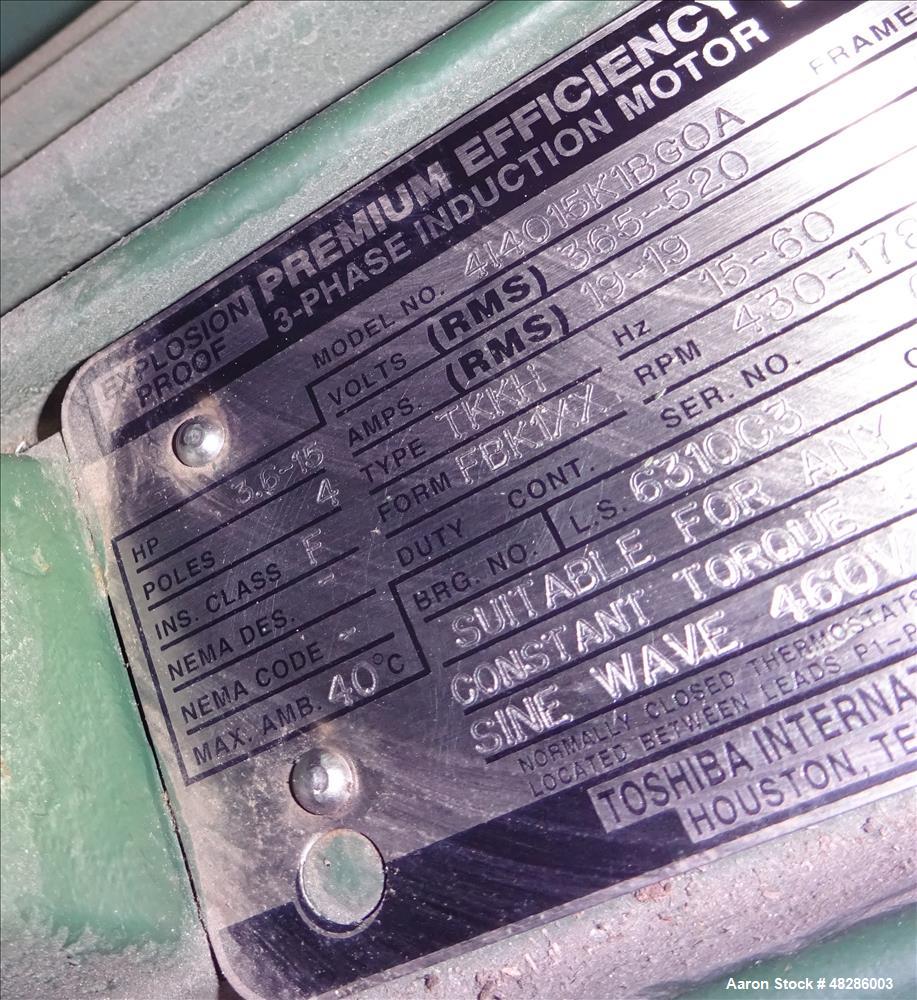 EXPLOSION
PROOF
PREMIUM EFFICIENCY
3-PHASE INDUCTION MOTOR
MODEL NO. 414015K1BG0A FRAME
VOLTS (RMS) 365-520
AMPS. (RMS) 19-19
TYPE TKKH Hz 15-60
FORM FBK1 RPM 430-178
DUTY CONT. SER. NO.
BRG. NO. L.S. 6310C3
HP 3.6-15
POLES 4
INS. CLASS F
NEMA DES. -
NEMA CODE -
MAX. AMB. 40°C
SUITABLE FOR ANY
CONSTANT TORQUE
SINE WAVE 460V
NORMALLY CLOSED THERMOSTATS
LOCATED BETWEEN LEADS P1-P
TOSHIBA INTERNA
HOUSTON, TE
Aaron Stock # 48286003